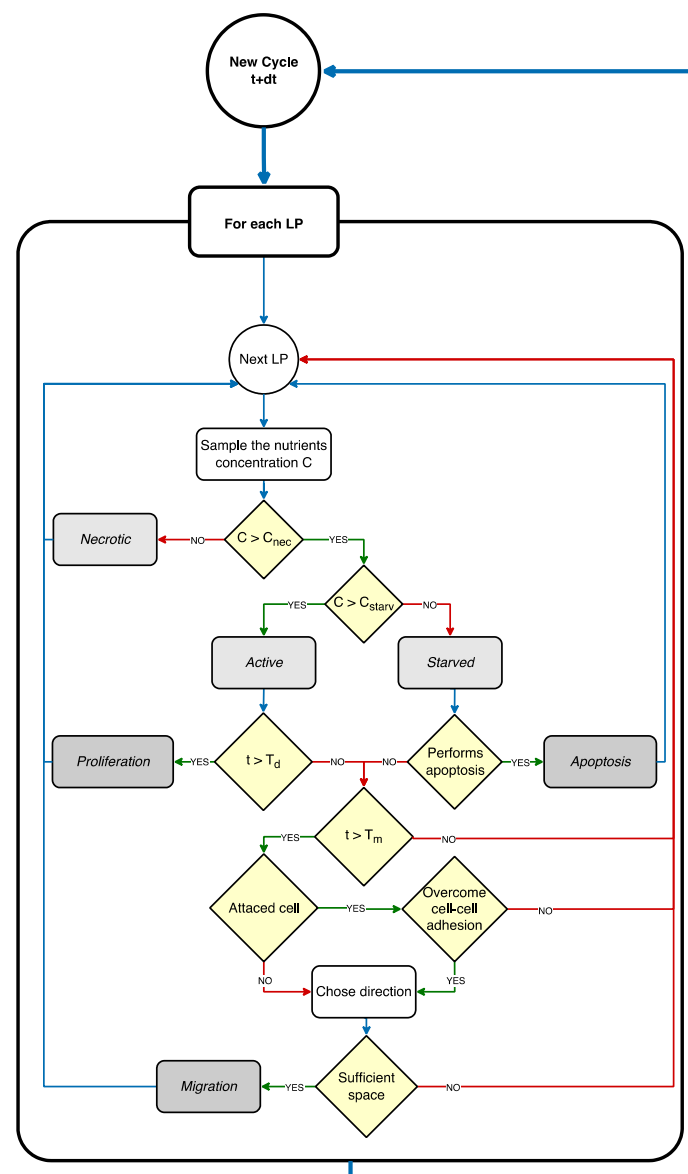 New Cycle
t+dt
For each LP
Next LP
Sample the nutrients
concentration C
Necrotic
NO
C > Cnec
YES
C > Cstarv
YES
NO
Active
Starved
Proliferation
YES
t > Td
NO
NO
Performs
apoptosis
YES
Apoptosis
YES
t > Tm
NO
Attaced cell
YES
Overcome
cell-cell
adhesion
NO
NO
YES
Chose direction
Migration
YES
Sufficient
space
NO